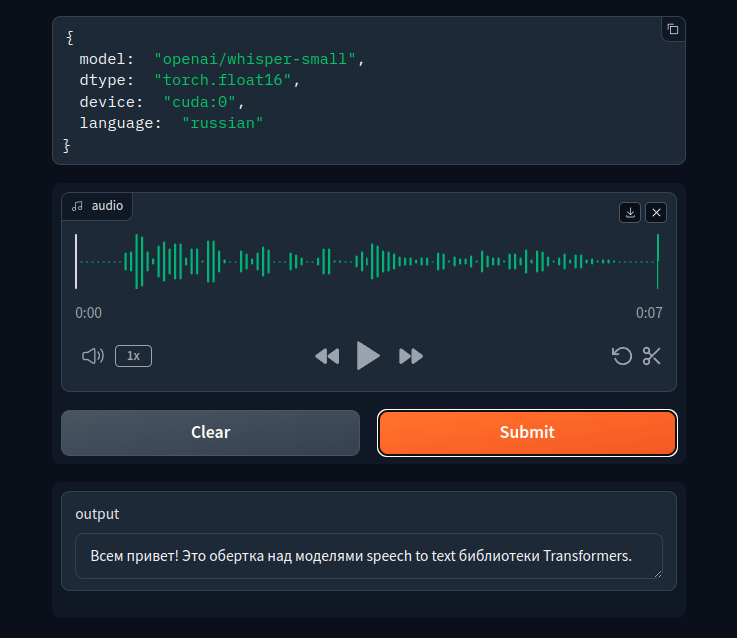 {
model: "openai/whisper-small",
dtype: "torch.float16",
device: "cuda:0",
language: "russian"
}
audio
0:00 0:07
1x
Clear Submit
output
Всем привет! Это обертка над моделями speech to text библиотеки Transformers.